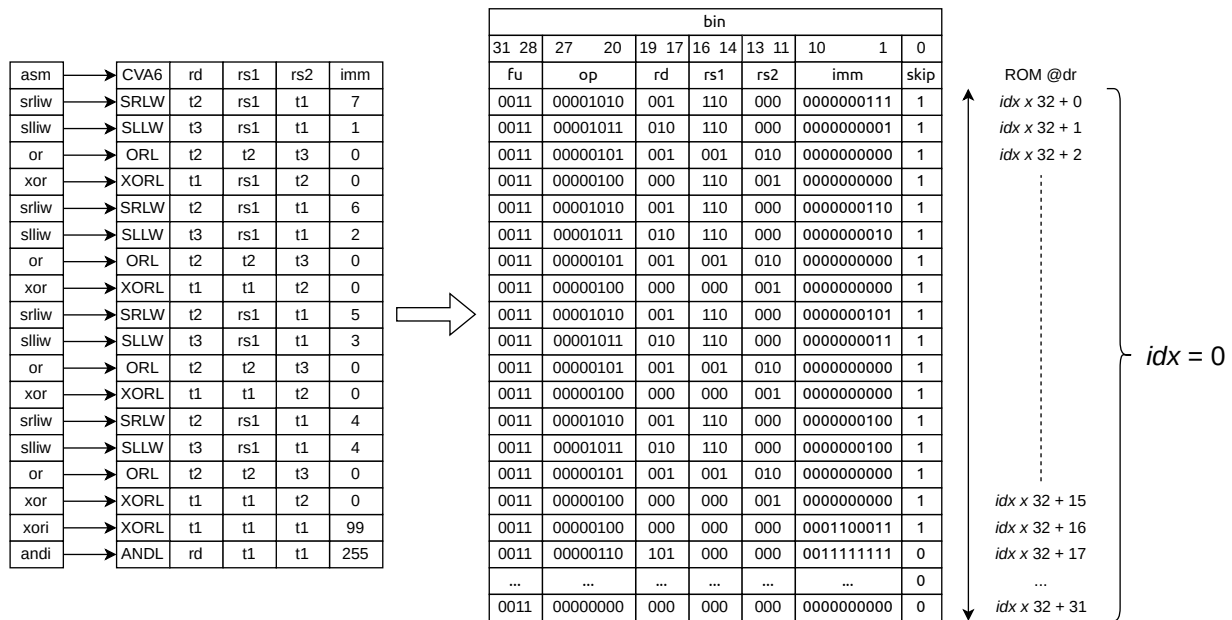 bin
31 28 27 20 19 17 16 14 13 11 10 1 0
asm CVA6 rd rs1 rs2 imm fu op rd rs1 rs2 imm skip ROM @dr
srliw SRLW t2 rs1 t1 7 0011 00001010 001 110 000 0000000111 1 idx x 32 + 0
slliw SLLW t3 rs1 t1 1 0011 00001011 010 110 000 0000000001 1 idx x 32 + 1
or ORL t2 t2 t3 0 0011 00000101 001 001 010 0000000000 1 idx x 32 + 2
xor XORL t1 rs1 t2 0 0011 00000100 000 110 001 0000000000 1
srliw SRLW t2 rs1 t1 6 0011 00001010 001 110 000 0000000110 1
slliw SLLW t3 rs1 t1 2 0011 00001011 010 110 000 0000000010 1
or ORL t2 t2 t3 0 0011 00000101 001 001 010 0000000000 1
xor XORL t1 t1 t2 0 0011 00000100 000 000 001 0000000000 1
srliw SRLW t2 rs1 t1 5 0011 00001010 001 110 000 0000000101 1
slliw SLLW t3 rs1 t1 3 0011 00001011 010 110 000 0000000011 1
idx = 0
or ORL t2 t2 t3 0 0011 00000101 001 001 010 0000000000 1
xor XORL t1 t1 t2 0 0011 00000100 000 000 001 0000000000 1
srliw SRLW t2 rs1 t1 4 0011 00001010 001 110 000 0000000100 1
slliw SLLW t3 rs1 t1 4 0011 00001011 010 110 000 0000000100 1
or ORL t2 t2 t3 0 0011 00000101 001 001 010 0000000000 1
xor XORL t1 t1 t2 0 0011 00000100 000 000 001 0000000000 1 idx x 32 + 15
xori XORL t1 t1 t1 99 0011 00000100 000 000 000 0001100011 1 idx x 32 + 16
andi ANDL rd t1 t1 255 0011 00000110 101 000 000 0011111111 0 idx x 32 + 17
... ... ... ... ... ... 0 ...
0011 00000000 000 000 000 0000000000 0 idx x 32 + 31